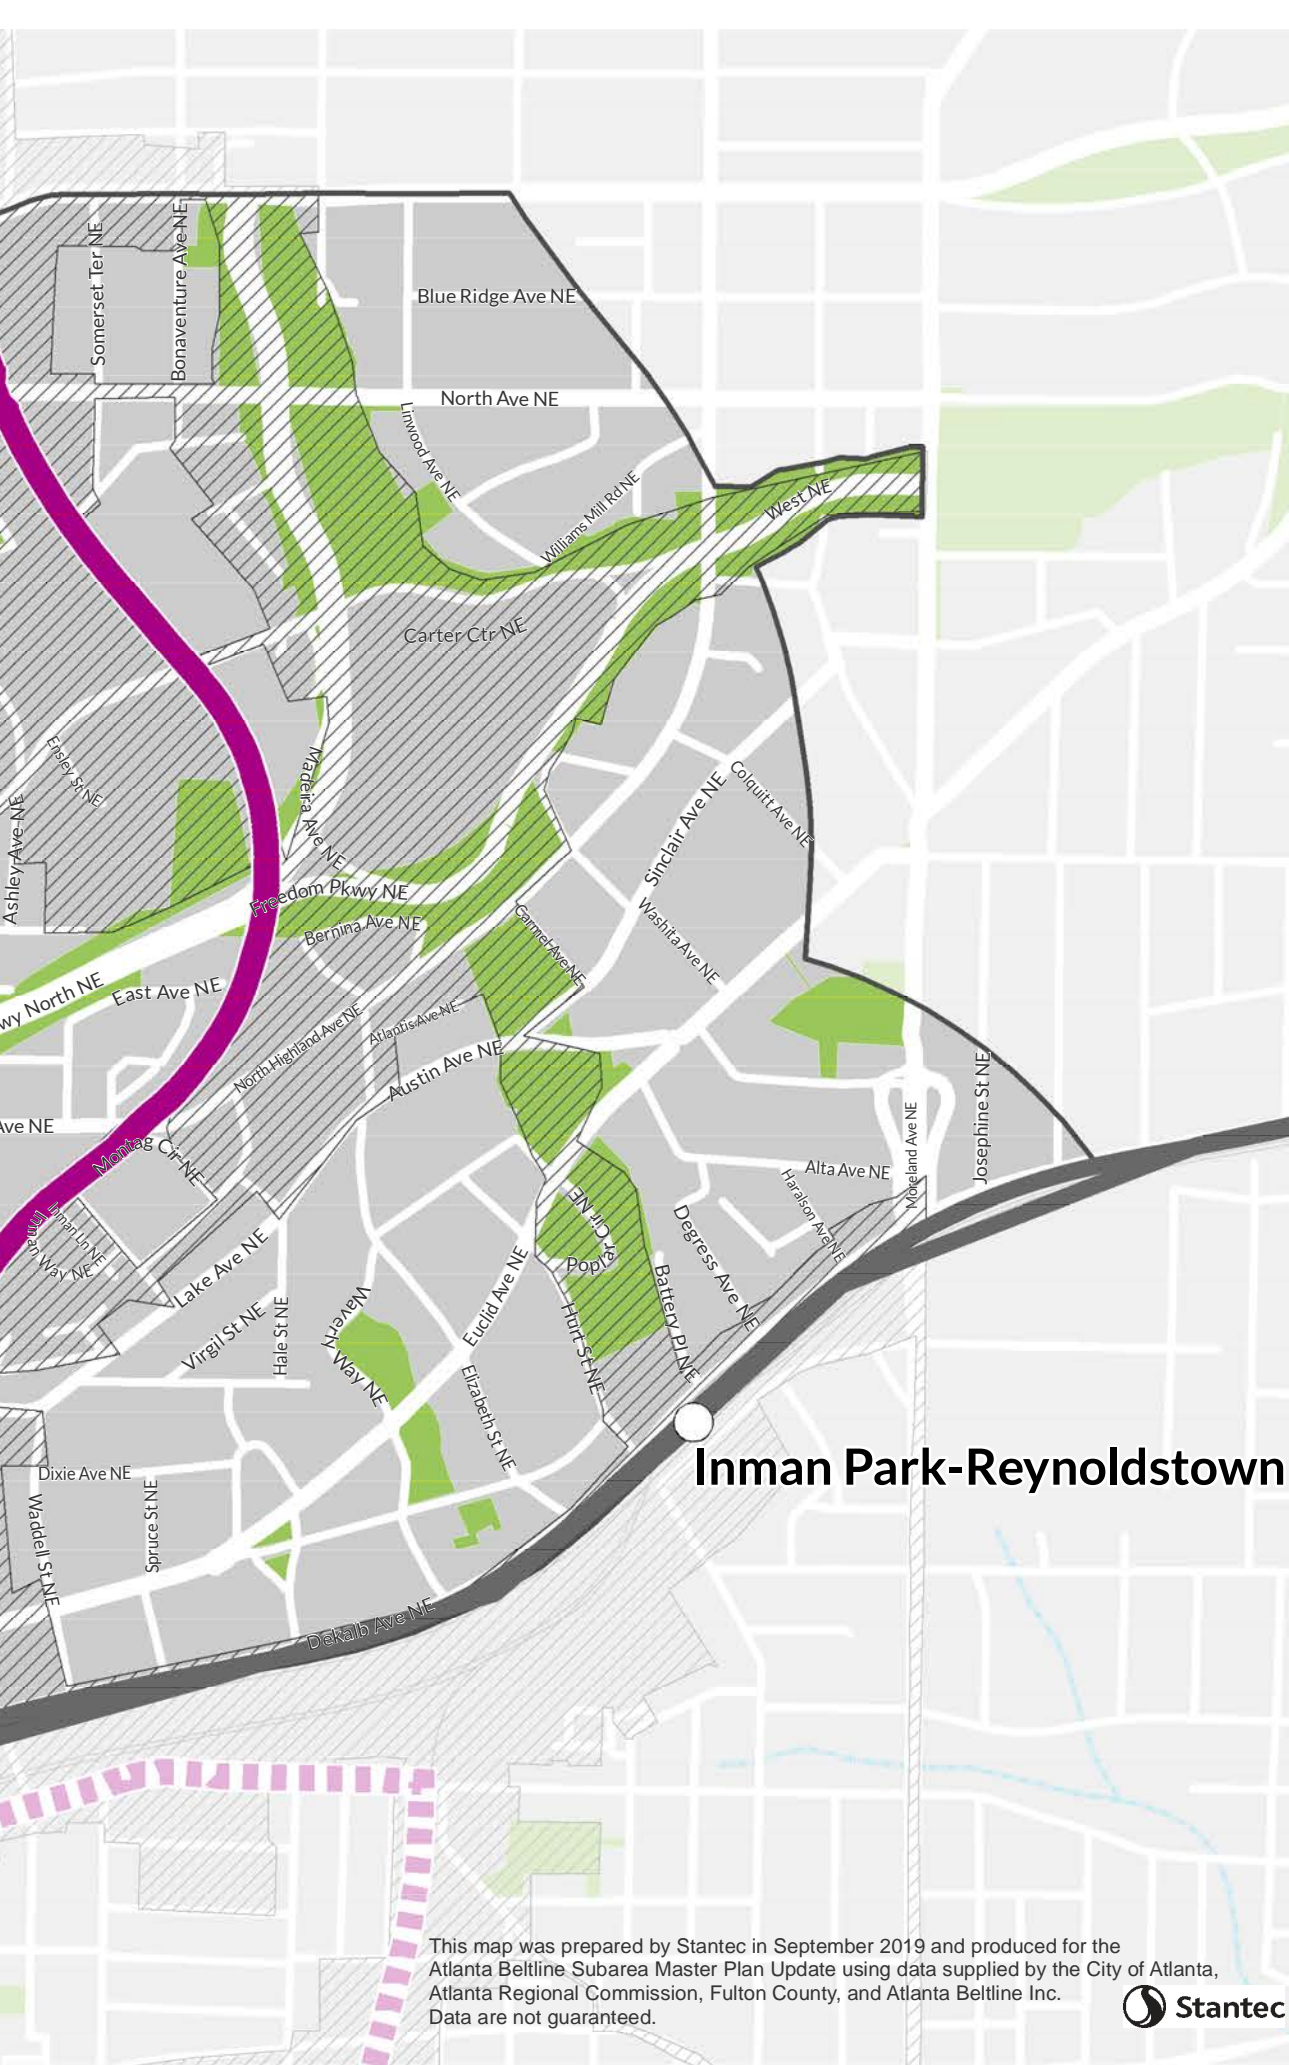 Somerset Ter NE
Bonaventure Ave NE
Blue Ridge Ave NE
North Ave NE
Linwood Ave NE
Williams Mill Rd NE
West NE
Carter Ctr NE
Ensley St NE
Madeira Ave NE
Sinclair Ave NE
Colquitt Ave NE
Ashley Ave NE
Freedom Pkwy NE
Bernina Ave NE
Carmel Ave NE
Washita Ave NE
wy North NE
East Ave NE
North Highland Ave NE
Atlantis Ave NE
Austin Ave NE
Josephine St NE
Ave NE
Montag Cir NE
Moreland Ave NE
Alta Ave NE
Haralson Ave NE
Inman Ln NE
Inman Way NE
Lake Ave NE
Poplar Cir NE
Degress Ave NE
Battery Pl NE
Euclid Ave NE
Virgil St NE
Hale St NE
Waverly Way NE
Hurt St NE
Elizabeth St NE
Inman Park-Reynoldstown
Dixie Ave NE
Waddell St NE
Spruce St NE
Dekalb Ave NE
This map was prepared by Stantec in September 2019 and produced for the
Atlanta Beltline Subarea Master Plan Update using data supplied by the City of Atlanta,
Atlanta Regional Commission, Fulton County, and Atlanta Beltline Inc.
Data are not guaranteed.
Stantec